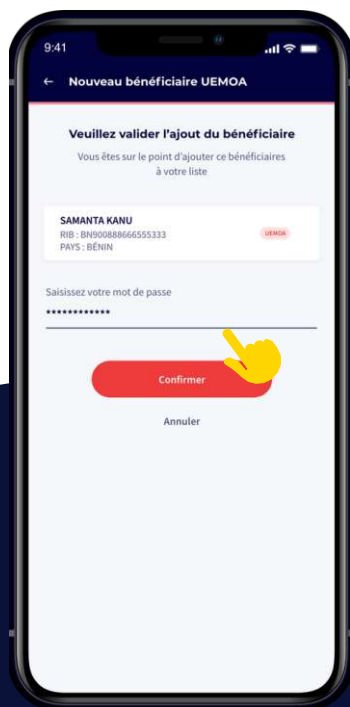 9:41
← Nouveau bénéficiaire UEMOA
Veuillez valider l'ajout du bénéficiaire
Vous êtes sur le point d'ajouter ce bénéficiaires
à votre liste
SAMANTA KANU
RIB : BN900888666555333
UEMOA
PAYS : BÉNIN
Saisissez votre mot de passe
************
Confirmer
Annuler